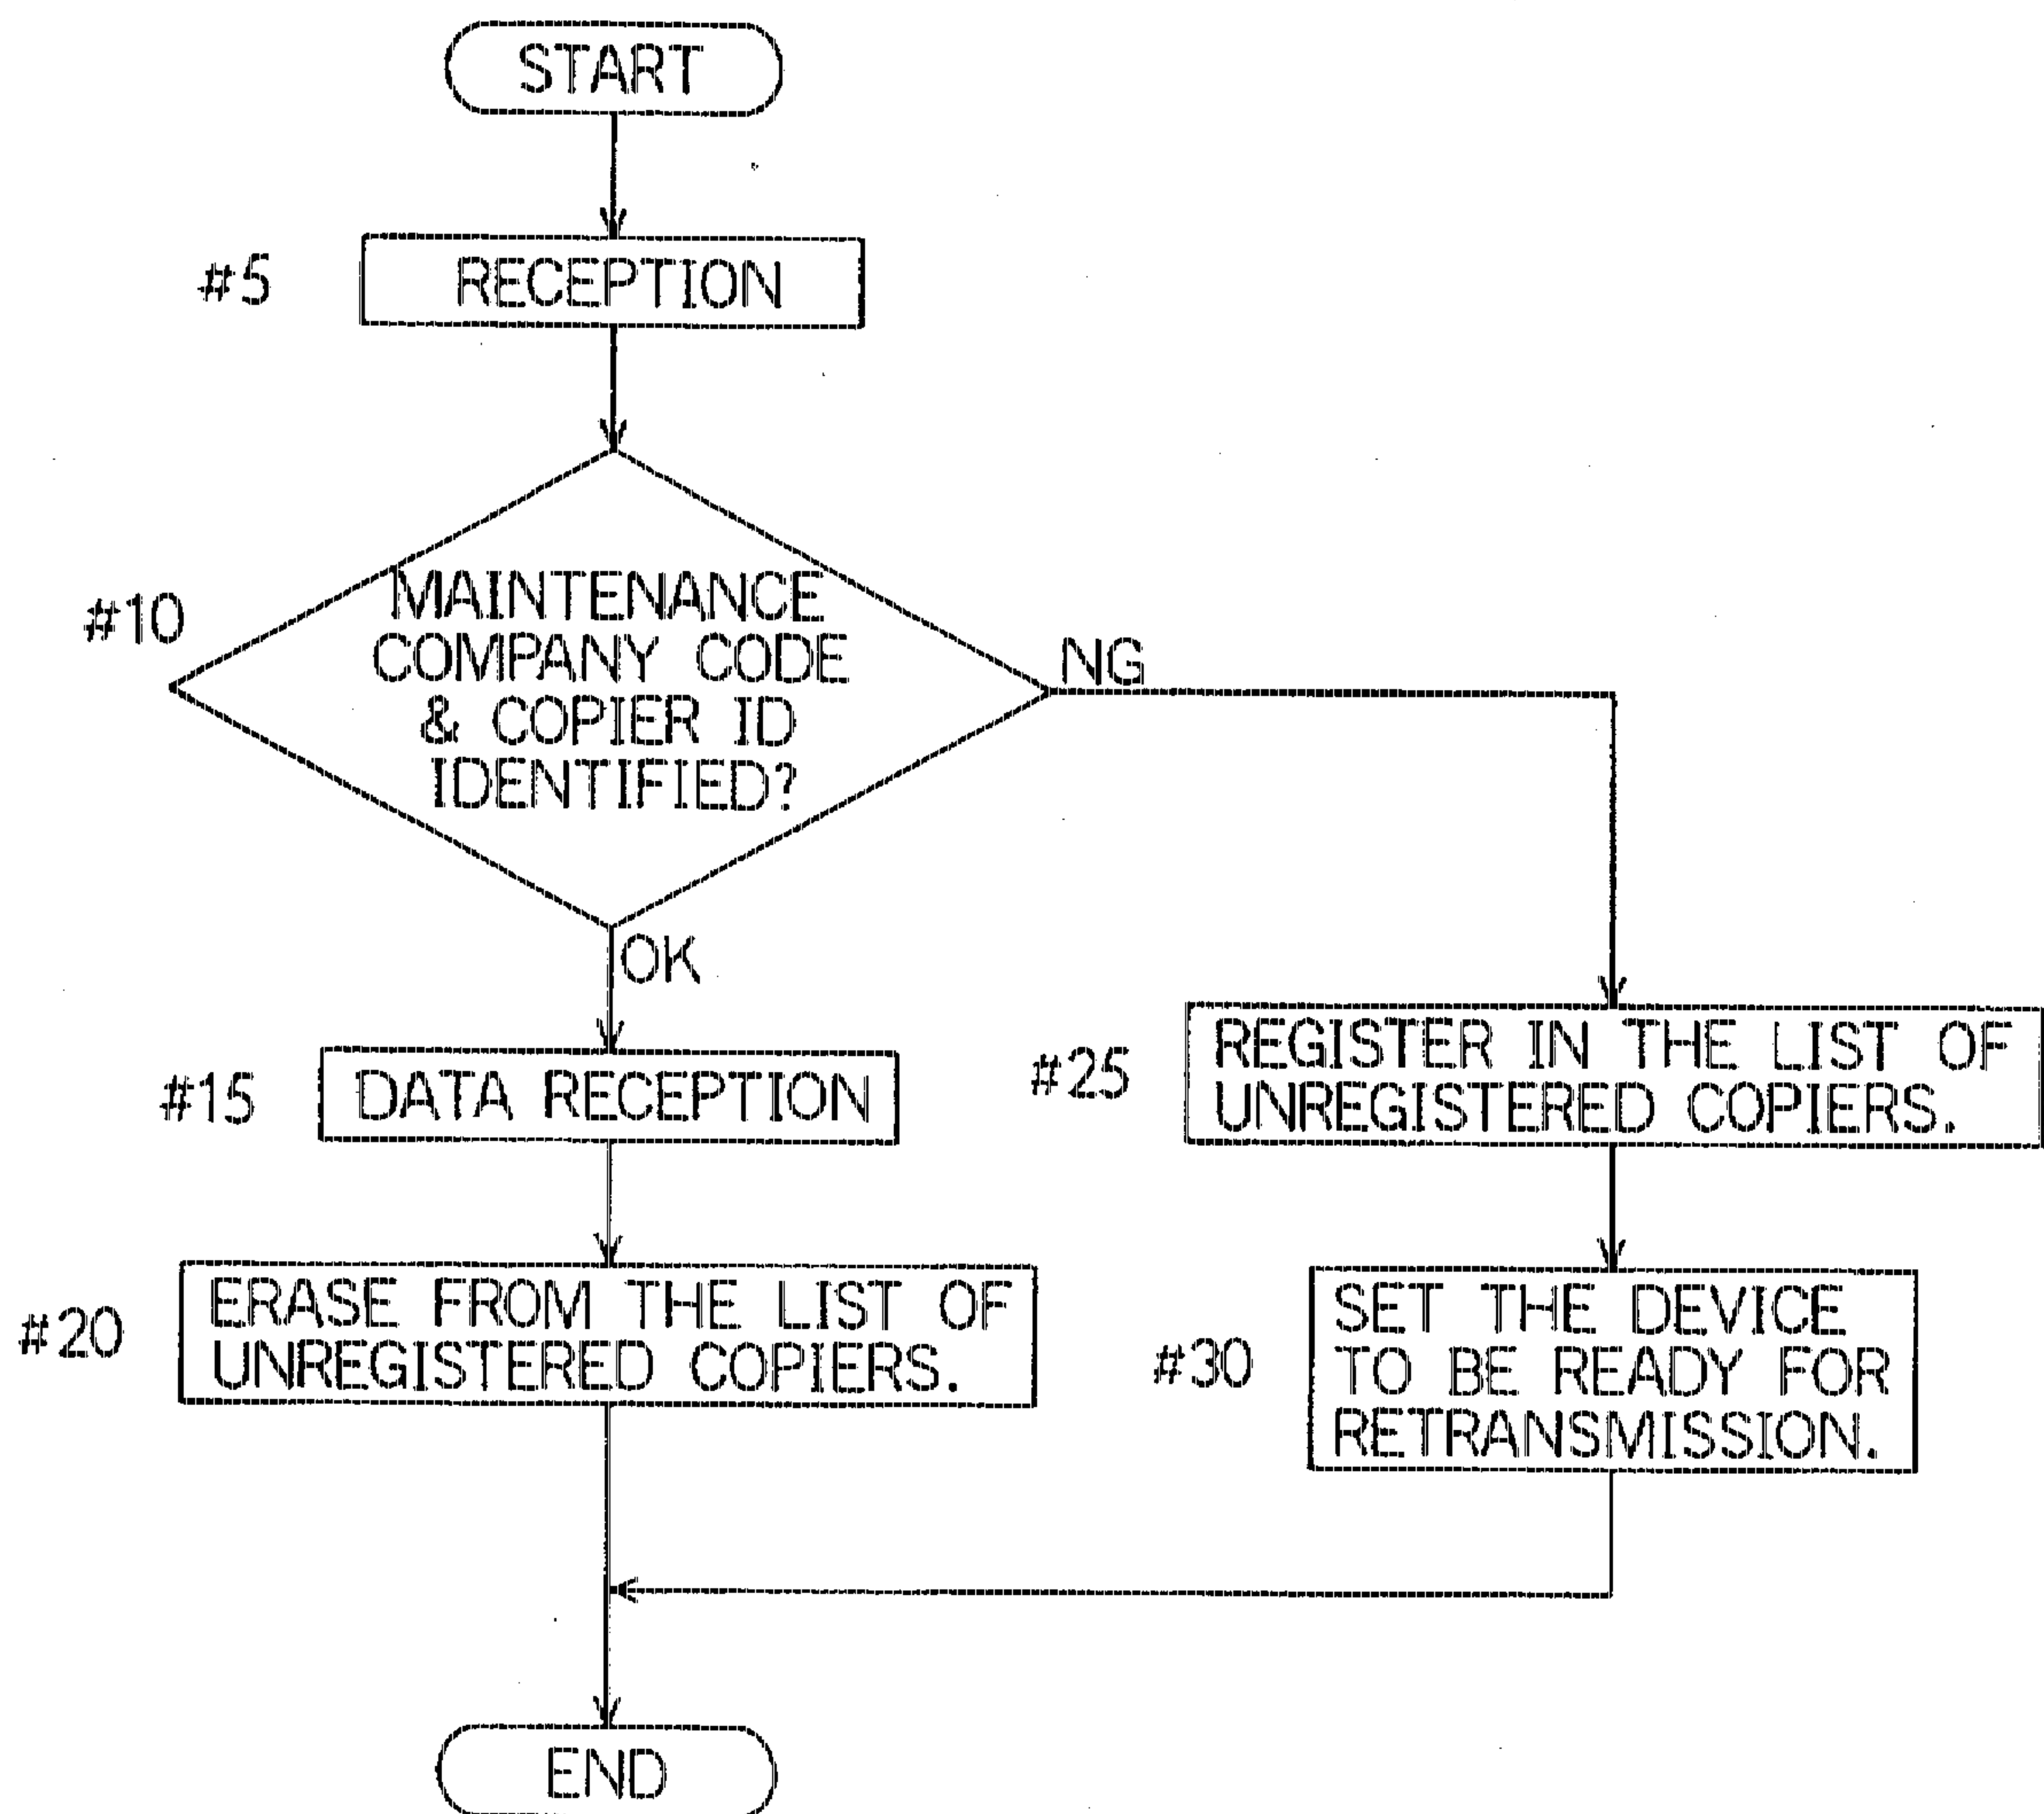 START
#5
RECEPTION
#10
MAINTENANCE
COMPANY CODE
& COPIER ID
IDENTIFIED?
NG
OK
#15
DATA RECEPTION
#25
REGISTER IN THE LIST OF
UNREGISTERED COPIERS.
#20
ERASE FROM THE LIST OF
UNREGISTERED COPIERS.
#30
SET THE DEVICE
TO BE READY FOR
RETRANSMISSION.
END